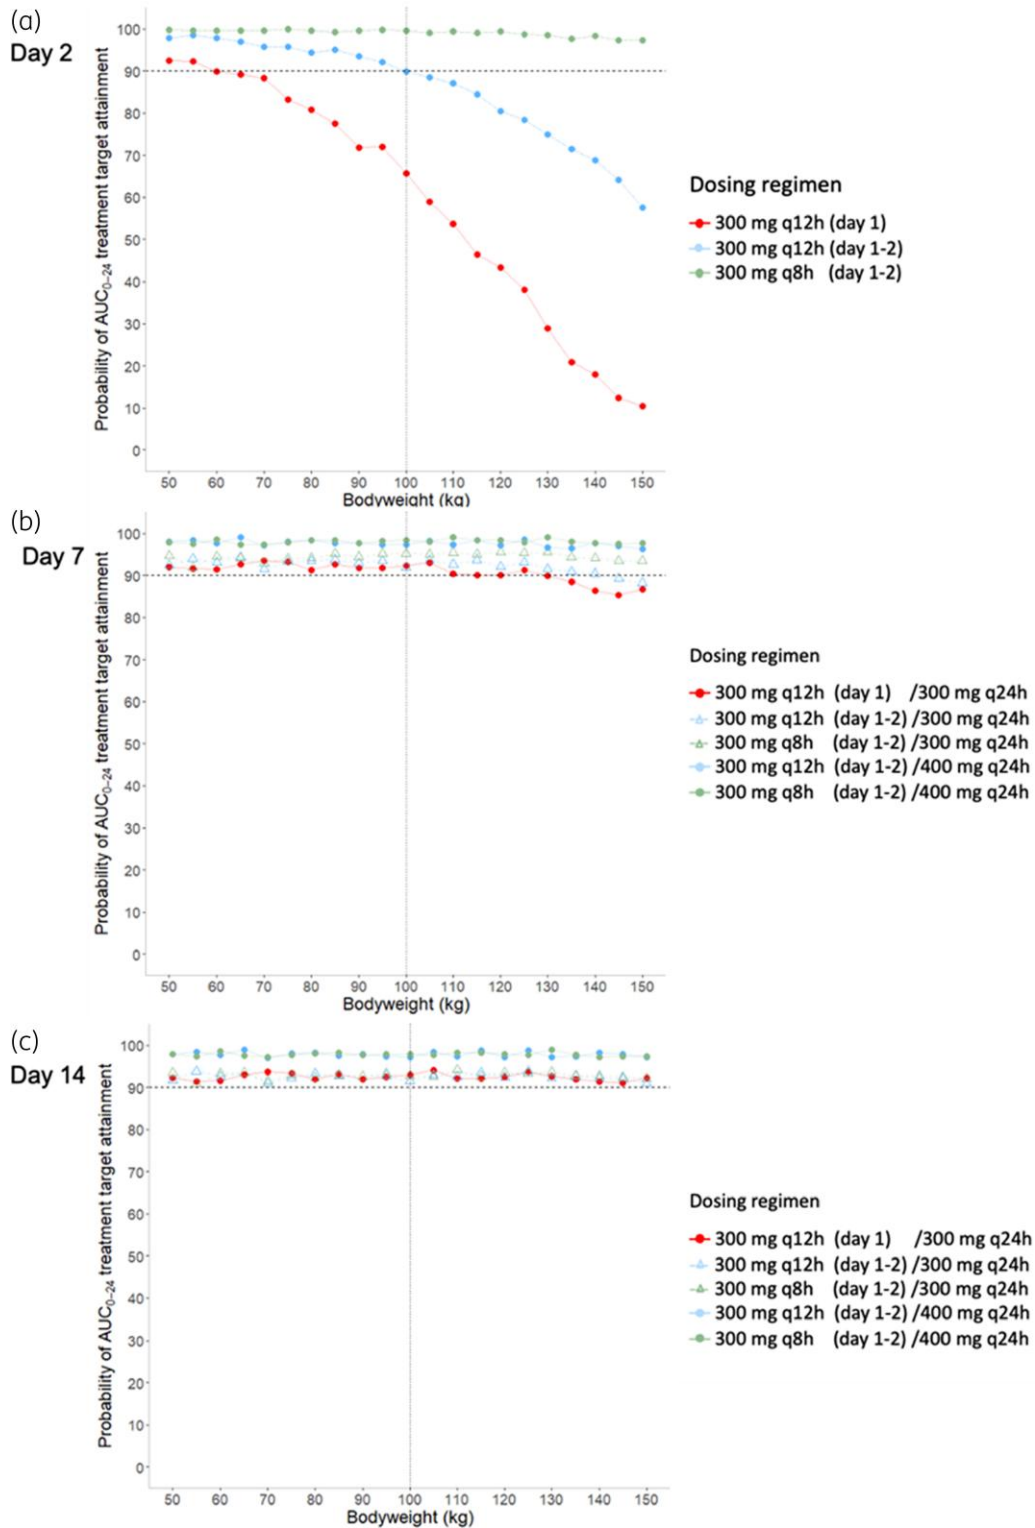 (a)
Day 2
Probability of AUC0–24 treatment target attainment
100
90
80
70
60
50
40
30
20
10
0
50 60 70 80 90 100 110 120 130 140 150
Bodyweight (kg)
Dosing regimen
300 mg q12h (day 1)
300 mg q12h (day 1-2)
300 mg q8h (day 1-2)
(b)
Day 7
Probability of AUC0–24 treatment target attainment
100
90
80
70
60
50
40
30
20
10
0
50 60 70 80 90 100 110 120 130 140 150
Bodyweight (kg)
Dosing regimen
300 mg q12h (day 1) /300 mg q24h
300 mg q12h (day 1-2) /300 mg q24h
300 mg q8h (day 1-2) /300 mg q24h
300 mg q12h (day 1-2) /400 mg q24h
300 mg q8h (day 1-2) /400 mg q24h
(c)
Day 14
Probability of AUC0–24 treatment target attainment
100
90
80
70
60
50
40
30
20
10
0
50 60 70 80 90 100 110 120 130 140 150
Bodyweight (kg)
Dosing regimen
300 mg q12h (day 1) /300 mg q24h
300 mg q12h (day 1-2) /300 mg q24h
300 mg q8h (day 1-2) /300 mg q24h
300 mg q12h (day 1-2) /400 mg q24h
300 mg q8h (day 1-2) /400 mg q24h